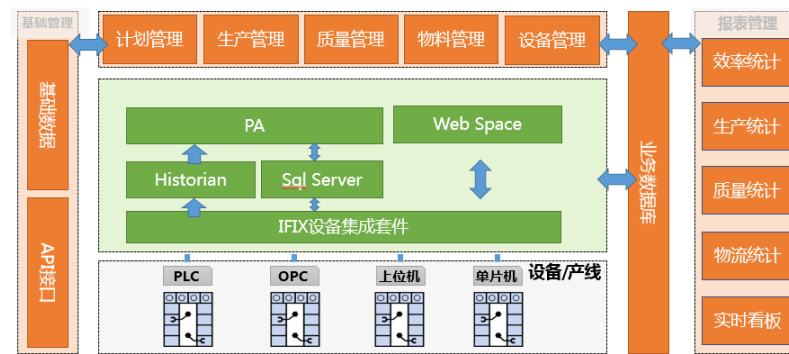 基础管理
计划管理
生产管理
质量管理
物料管理
设备管理
报表管理
基础数据
API接口
PA
Web Space
Historian
Sql Server
IFIX设备集成套件
业务数据库
效率统计
生产统计
质量统计
物流统计
实时看板
PLC
OPC
上位机
单片机
设备/产线